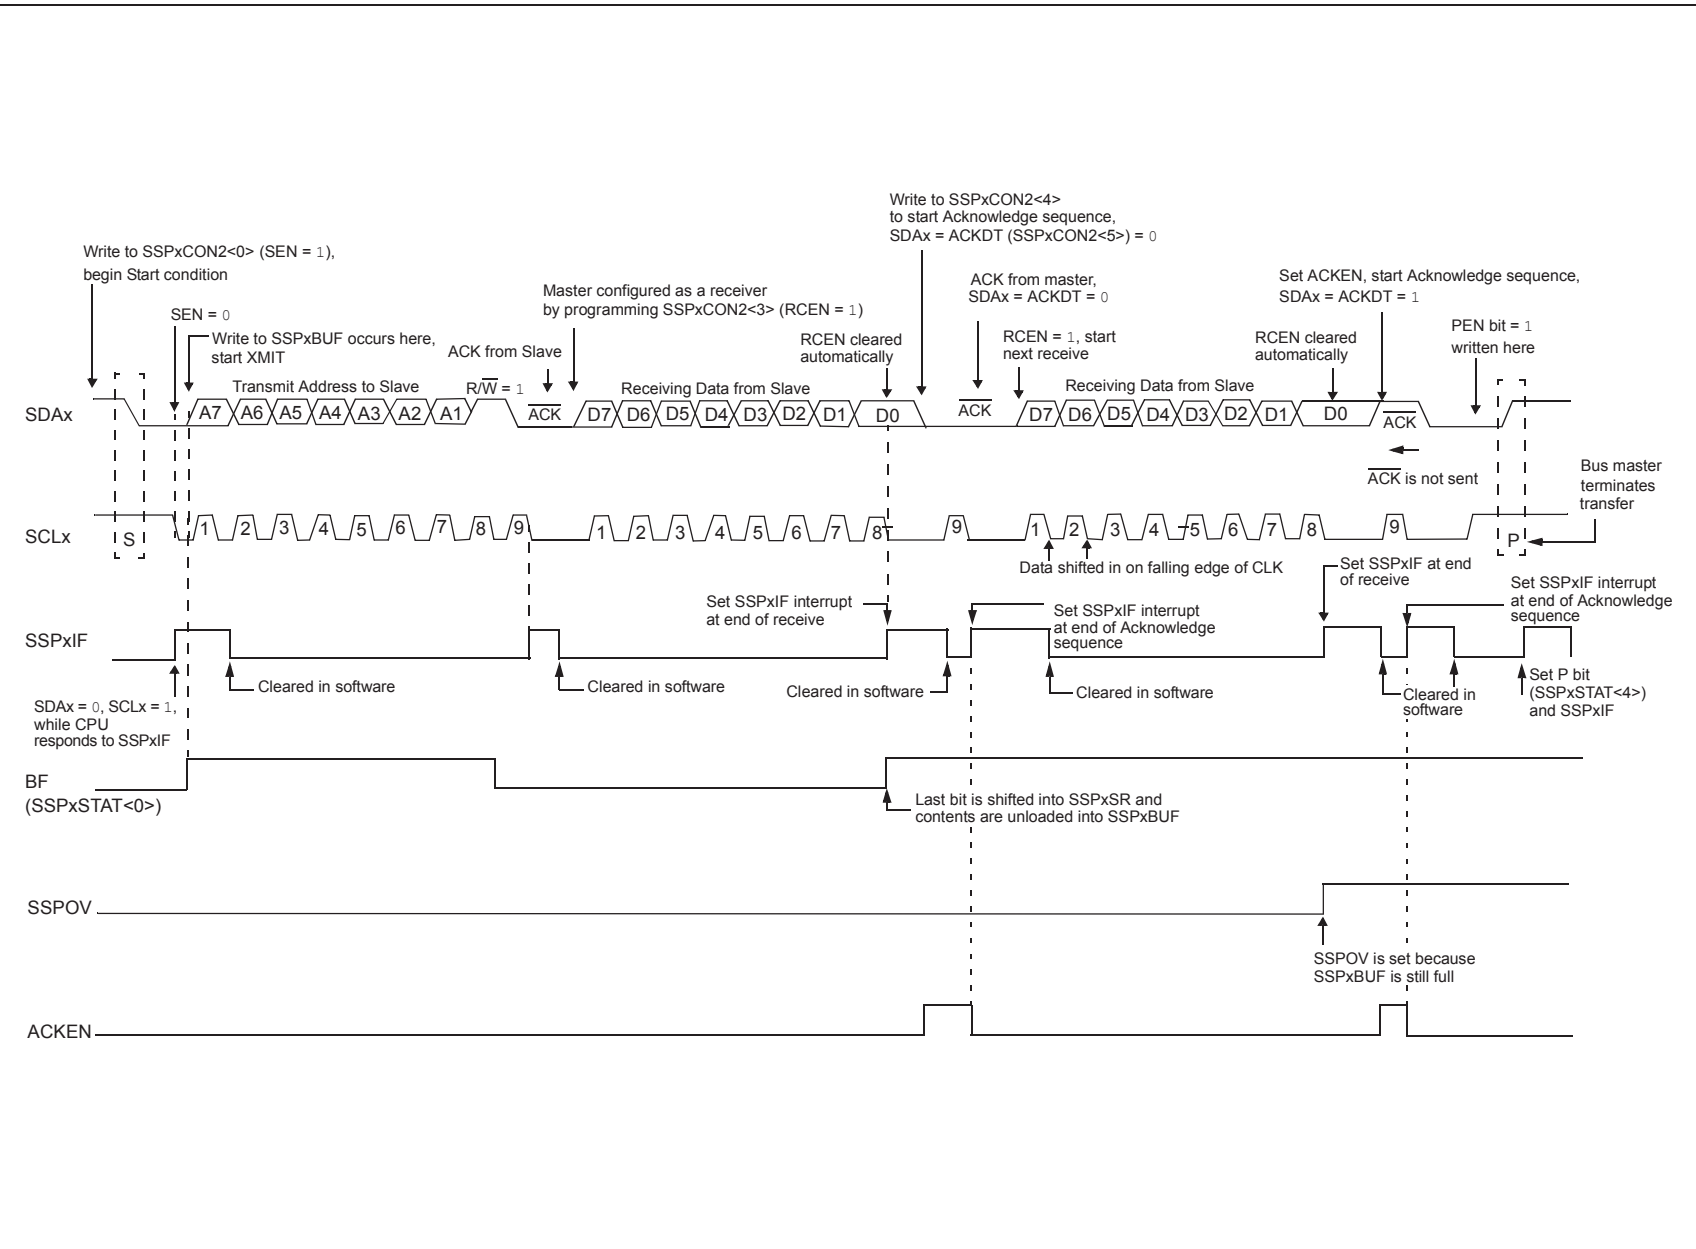 Write to SSPxCON2<4>
to start Acknowledge sequence,
SDAx = ACKDT (SSPxCON2<5>) = 0
Write to SSPxCON2<0> (SEN = 1),
begin Start condition
ACK from master,
SDAx = ACKDT = 0
Set ACKEN, start Acknowledge sequence,
SDAx = ACKDT = 1
Master configured as a receiver
by programming SSPxCON2<3> (RCEN = 1)
SEN = 0
Write to SSPxBUF occurs here,
start XMIT
ACK from Slave
RCEN cleared
automatically
RCEN = 1, start
next receive
RCEN cleared
automatically
PEN bit = 1
written here
Transmit Address to Slave
R/W = 1
Receiving Data from Slave
Receiving Data from Slave
SDAx
A7 A6 A5 A4 A3 A2 A1 ACK D7 D6 D5 D4 D3 D2 D1 D0 ACK D7 D6 D5 D4 D3 D2 D1 D0 ACK
ACK is not sent
Bus master
terminates
transfer
SCLx
S 1 2 3 4 5 6 7 8 9 1 2 3 4 5 6 7 8 9 1 2 3 4 5 6 7 8 9 P
Data shifted in on falling edge of CLK
Set SSPxIF at end
of receive
Set SSPxIF interrupt
at end of receive
Set SSPxIF interrupt
at end of Acknowledge
sequence
Set SSPxIF interrupt
at end of Acknowledge
sequence
SSPxIF
Cleared in software
Cleared in software
Cleared in software
Cleared in software
Cleared in
software
Set P bit
(SSPxSTAT<4>)
and SSPxIF
SDAx = 0, SCLx = 1,
while CPU
responds to SSPxIF
BF
(SSPxSTAT<0>)
Last bit is shifted into SSPxSR and
contents are unloaded into SSPxBUF
SSPOV
SSPOV is set because
SSPxBUF is still full
ACKEN